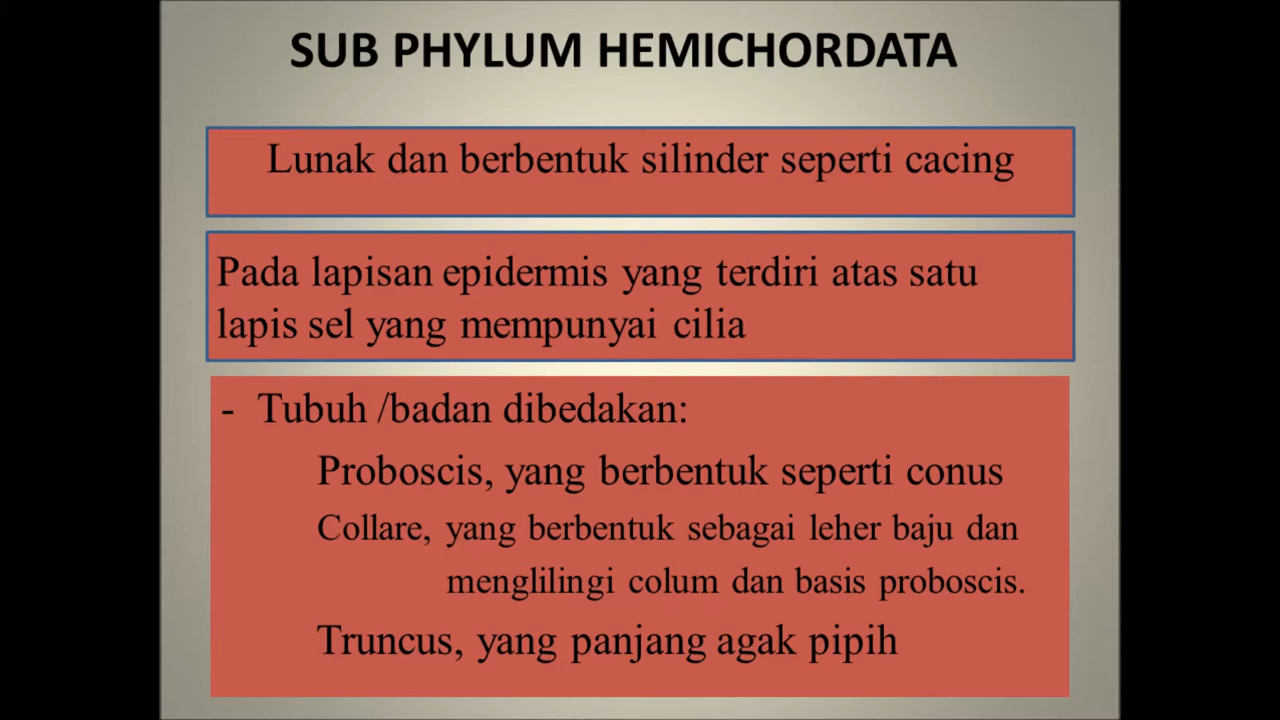 SUB PHYLUM HEMICHORDATA
Lunak dan berbentuk silinder seperti cacing
Pada lapisan epidermis yang terdiri atas satu
lapis sel yang mempunyai cilia
- Tubuh /badan dibedakan:
Proboscis, yang berbentuk seperti conus
Collare, yang berbentuk sebagai leher baju dan
menglilingi colum dan basis proboscis.
Truncus, yang panjang agak pipih